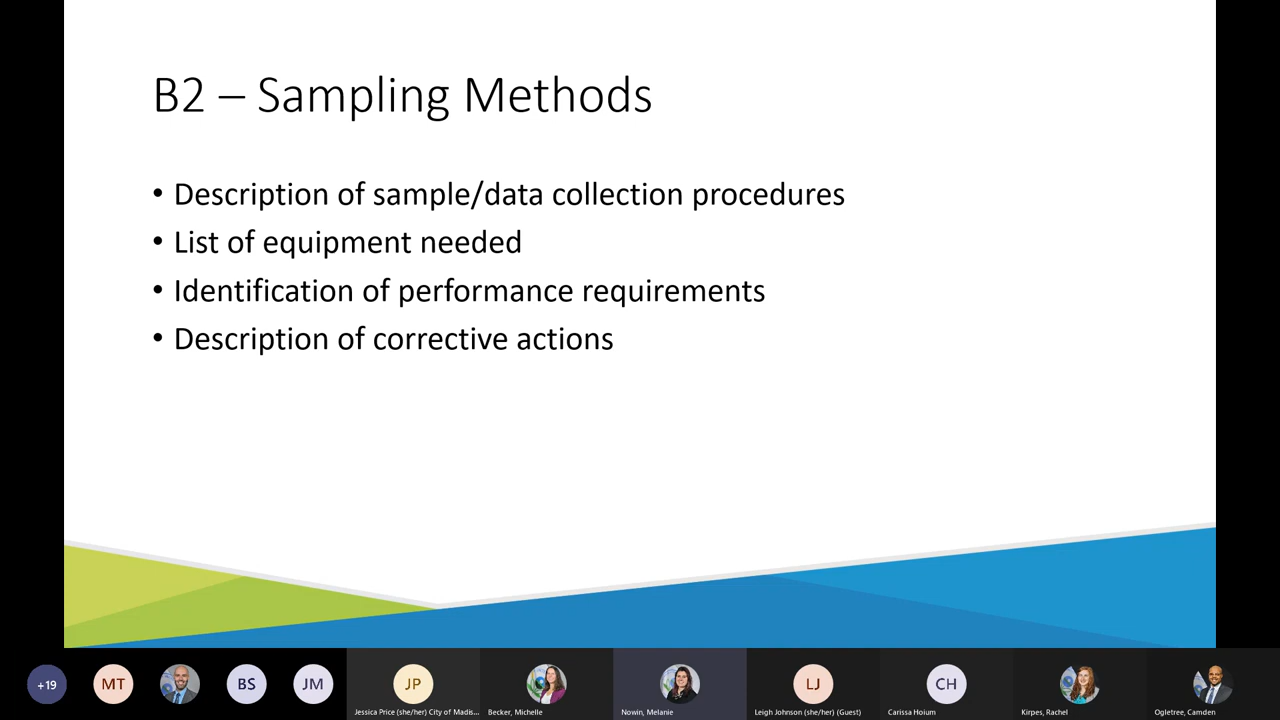 B2 – Sampling Methods
• Description of sample/data collection procedures
• List of equipment needed
• Identification of performance requirements
• Description of corrective actions
+19
MT
BS
JM
JP
LJ
CH
Jessica Price (she/her) City of Madis...
Becker, Michelle
Nowin, Melanie
Leigh Johnson (she/her) (Guest)
Carissa Hoium
Kirpes, Rachel
Ogletree, Camden